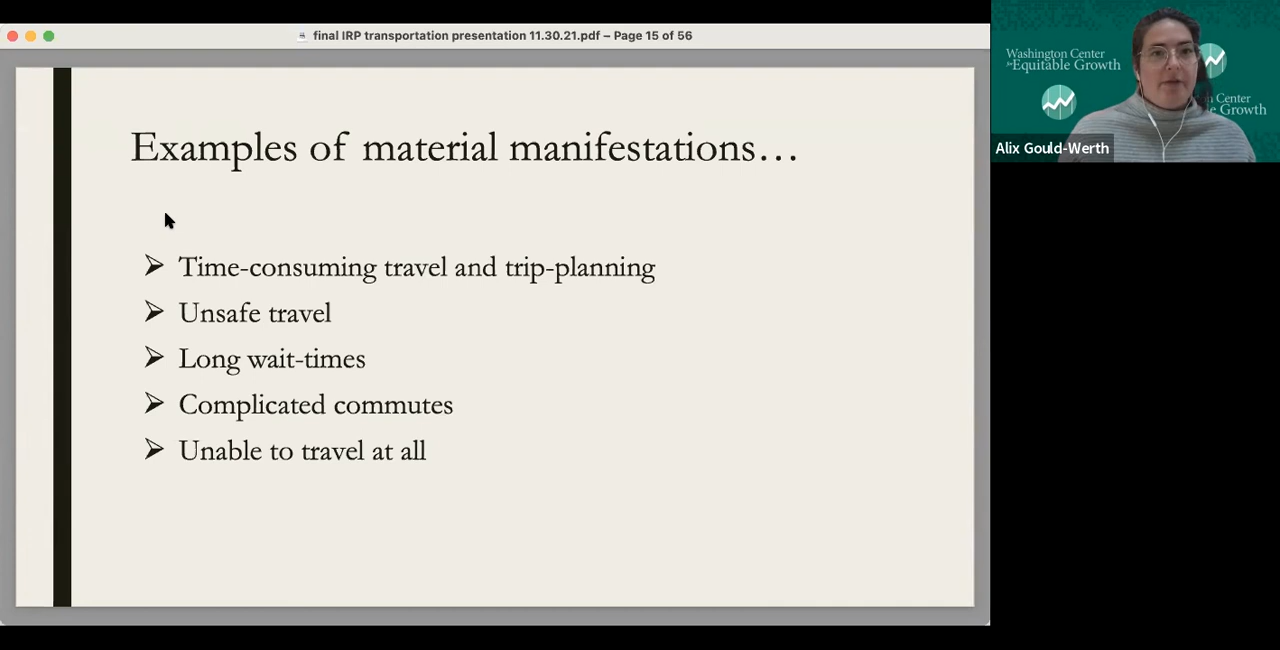 final IRP transportation presentation 11.30.21.pdf – Page 15 of 56
Examples of material manifestations…
➢ Time-consuming travel and trip-planning
➢ Unsafe travel
➢ Long wait-times
➢ Complicated commutes
➢ Unable to travel at all
Washington Center
for Equitable Growth
n Center
e Growth
Alix Gould-Werth